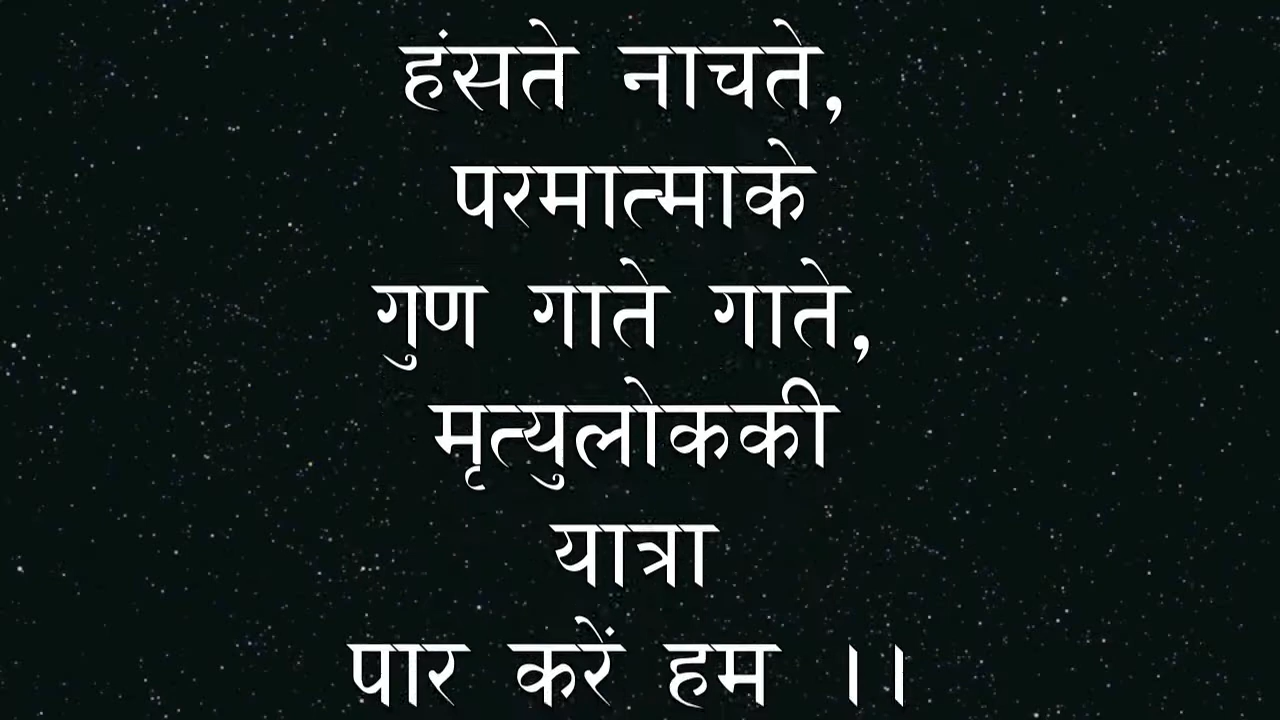 हंसते नाचते,
परमात्माके
गुण गाते गाते,
मृत्युलोककी
यात्रा
पार करें हम ।।